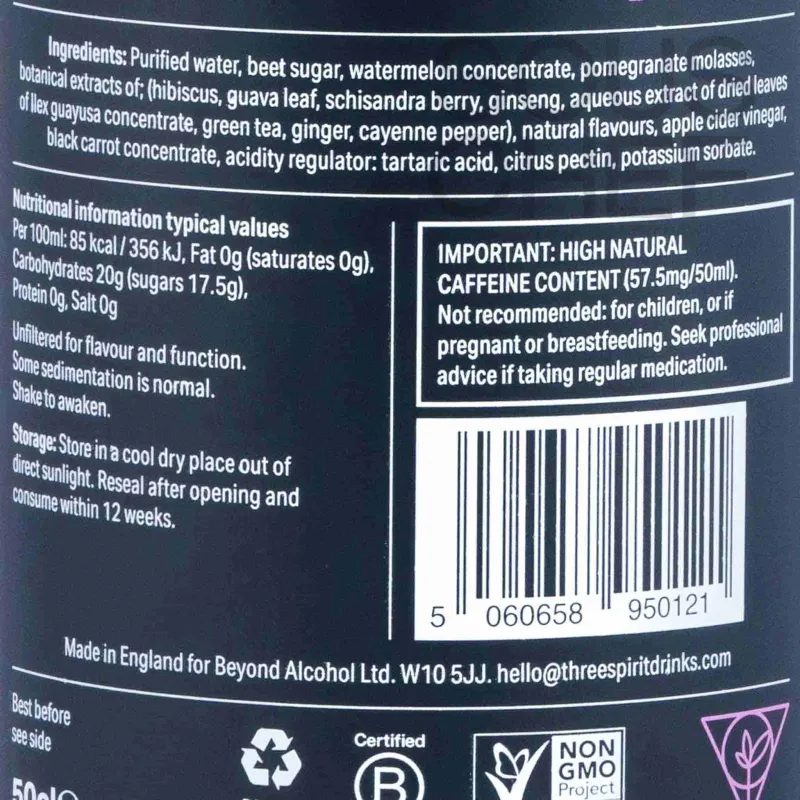 Ingredients: Purified water, beet sugar, watermelon concentrate, pomegranate molasses,
botanical extracts of; (hibiscus, guava leaf, schisandra berry, ginseng, aqueous extract of dried leaves
of Ilex guayusa concentrate, green tea, ginger, cayenne pepper), natural flavours, apple cider vinegar,
black carrot concentrate, acidity regulator: tartaric acid, citrus pectin, potassium sorbate.
Nutritional information typical values
Per 100ml: 85 kcal / 356 kJ, Fat 0g (saturates 0g),
Carbohydrates 20g (sugars 17.5g),
Protein 0g, Salt 0g
Unfiltered for flavour and function.
Some sedimentation is normal.
Shake to awaken.
Storage: Store in a cool dry place out of
direct sunlight. Reseal after opening and
consume within 12 weeks.
IMPORTANT: HIGH NATURAL
CAFFEINE CONTENT (57.5mg/50ml).
Not recommended: for children, or if
pregnant or breastfeeding. Seek professional
advice if taking regular medication.
5 060658 950121
Made in England for Beyond Alcohol Ltd. W10 5JJ. hello@threespiritdrinks.com
Best before
see side
50cl
Certified
B
NON
GMO
Project